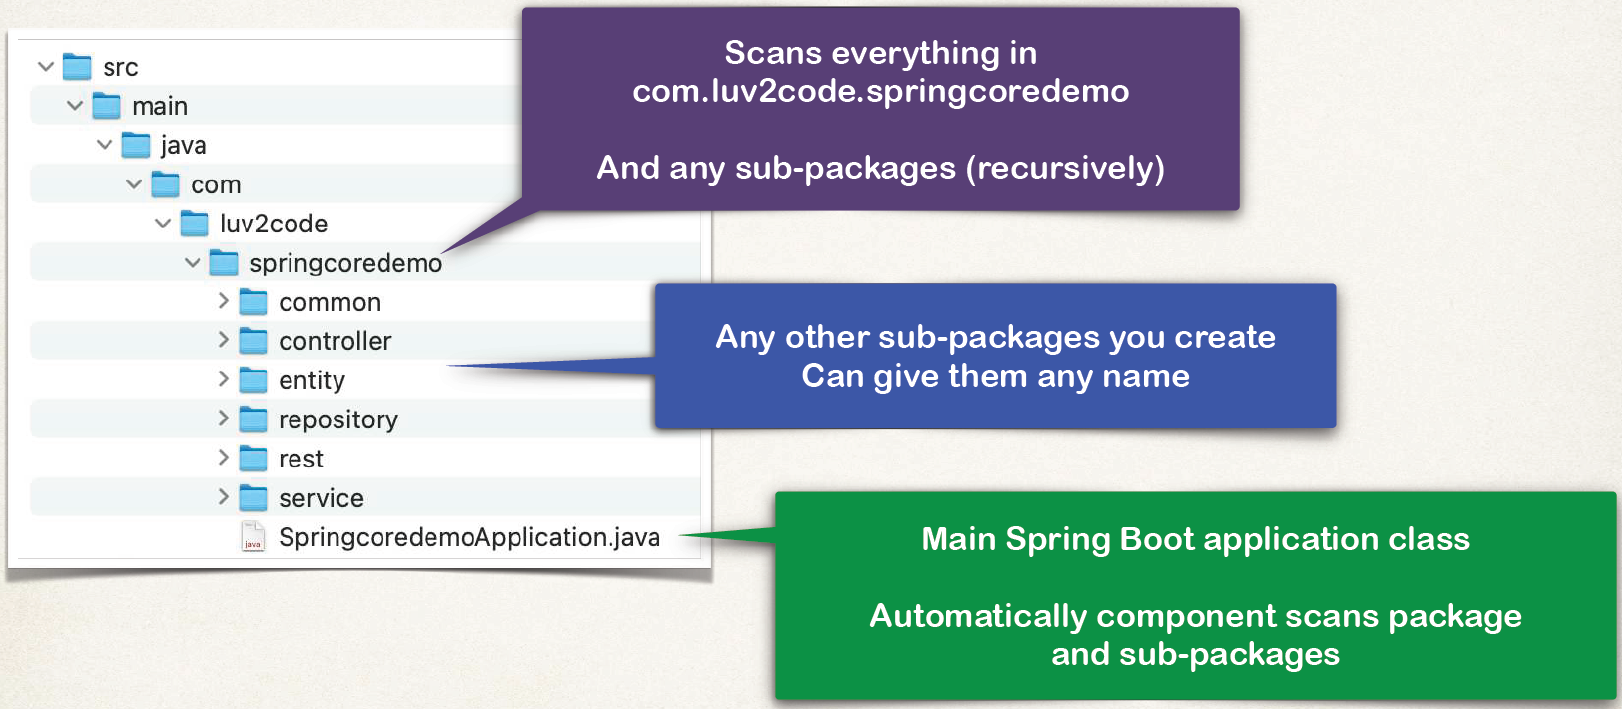 src
main
java
com
luv2code
springcoredemo
common
controller
entity
repository
rest
service
java
SpringcoredemoApplication.java
Scans everything in
com.luv2code.springcoredemo
And any sub-packages (recursively)
Any other sub-packages you create
Can give them any name
Main Spring Boot application class
Automatically component scans package
and sub-packages